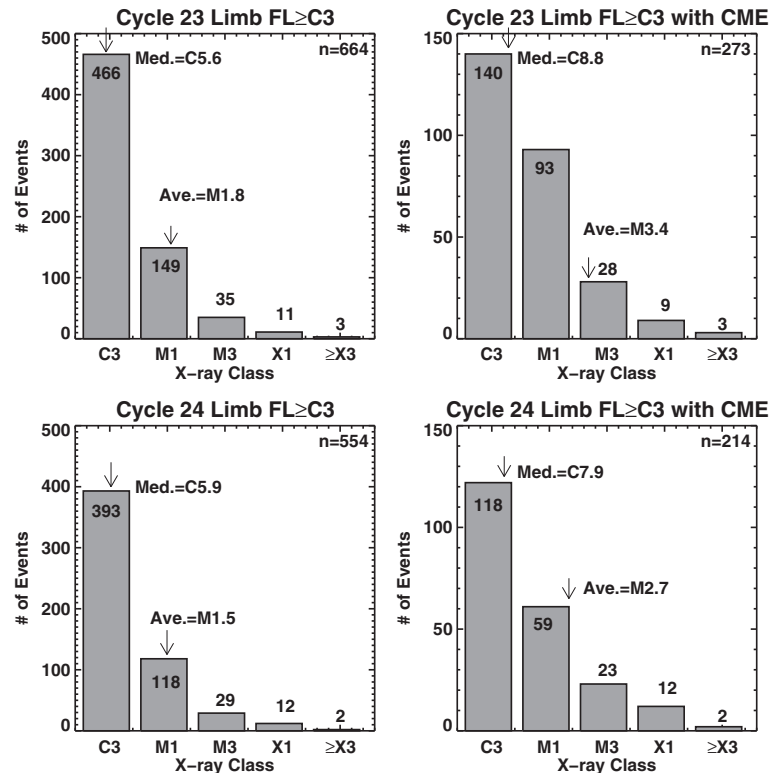 Cycle 23 Limb FL≥C3
n=664
Med.=C5.6
Ave.=M1.8
466
149
35
11
3
0
100
200
300
400
500
# of Events
C3 M1 M3 X1 ≥X3
X−ray Class
Cycle 23 Limb FL≥C3 with CME
n=273
Med.=C8.8
Ave.=M3.4
140
93
28
9
3
0
50
100
150
# of Events
C3 M1 M3 X1 ≥X3
X−ray Class
Cycle 24 Limb FL≥C3
n=554
Med.=C5.9
Ave.=M1.5
393
118
29
12
2
0
100
200
300
400
500
# of Events
C3 M1 M3 X1 ≥X3
X−ray Class
Cycle 24 Limb FL≥C3 with CME
n=214
Med.=C7.9
Ave.=M2.7
118
59
23
12
2
0
50
100
150
# of Events
C3 M1 M3 X1 ≥X3
X−ray Class